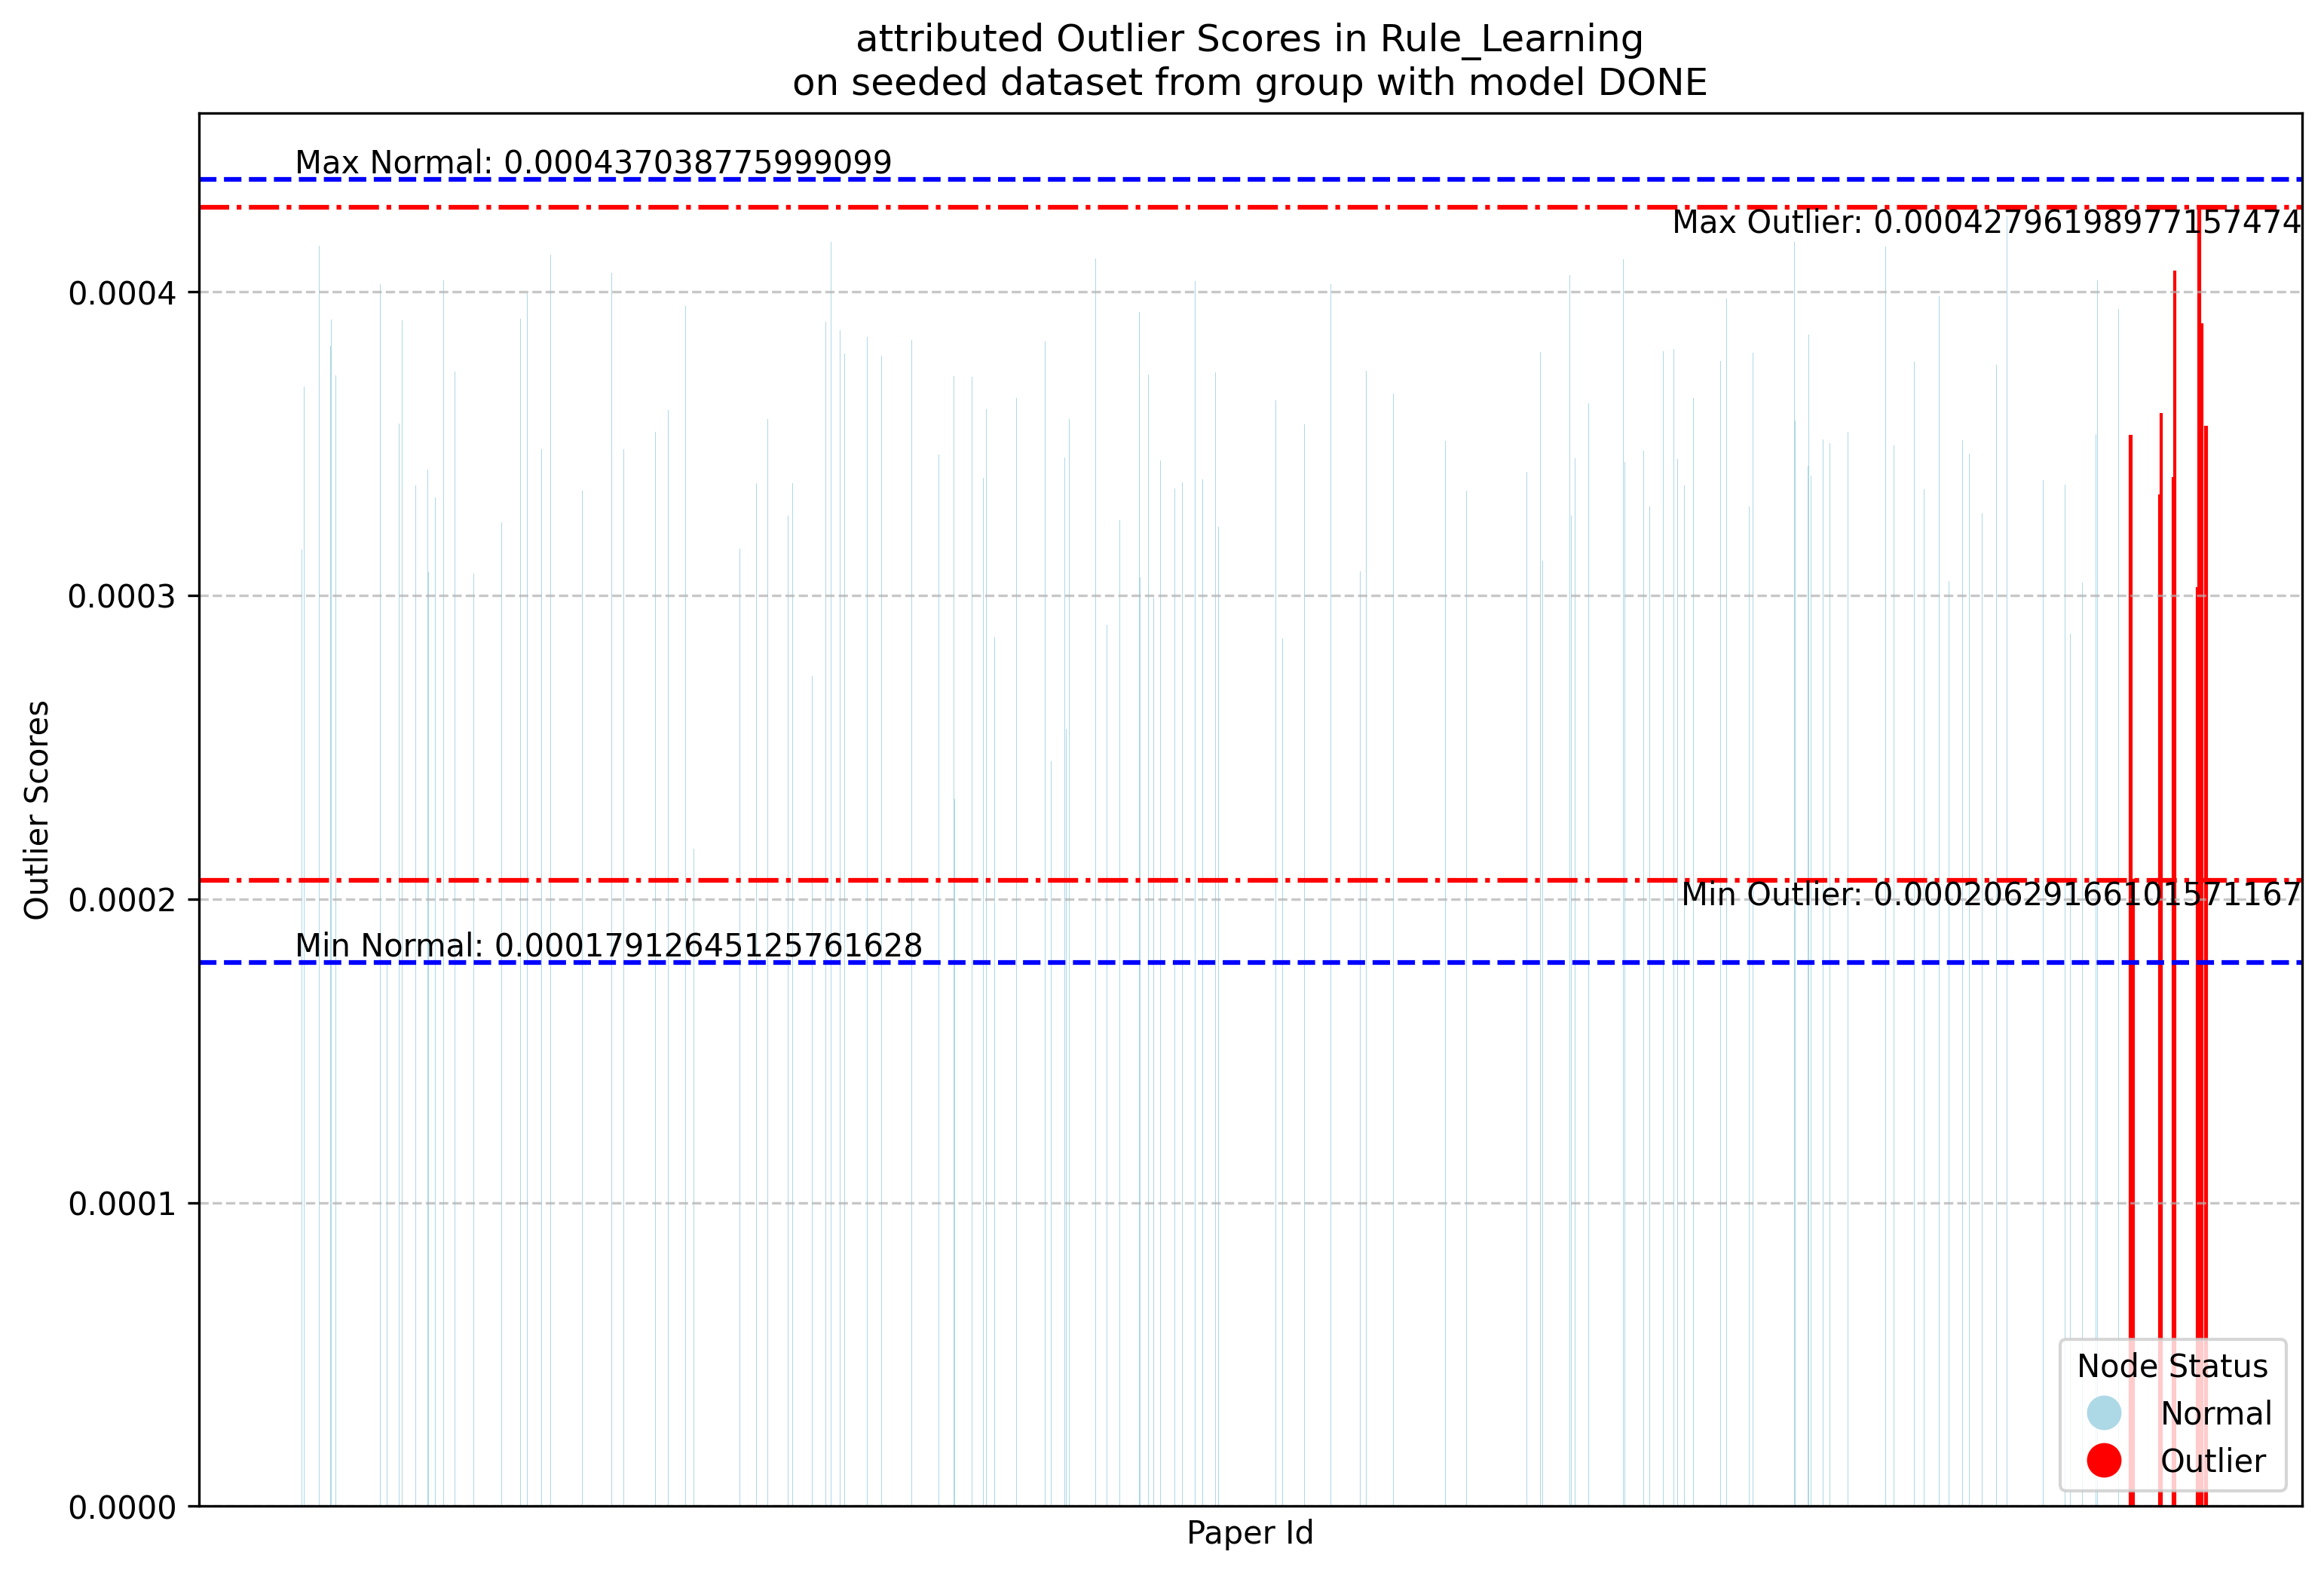 attributed Outlier Scores in Rule_Learning
on seeded dataset from group with model DONE
Max Normal: 0.000437038775999099
Max Outlier: 0.00042796198977157474
0.0004
0.0003
Outlier Scores
0.0002
Min Outlier: 0.00020629166101571167
Min Normal: 0.00017912645125761628
0.0001
Node Status
Normal
Outlier
0.0000
Paper Id